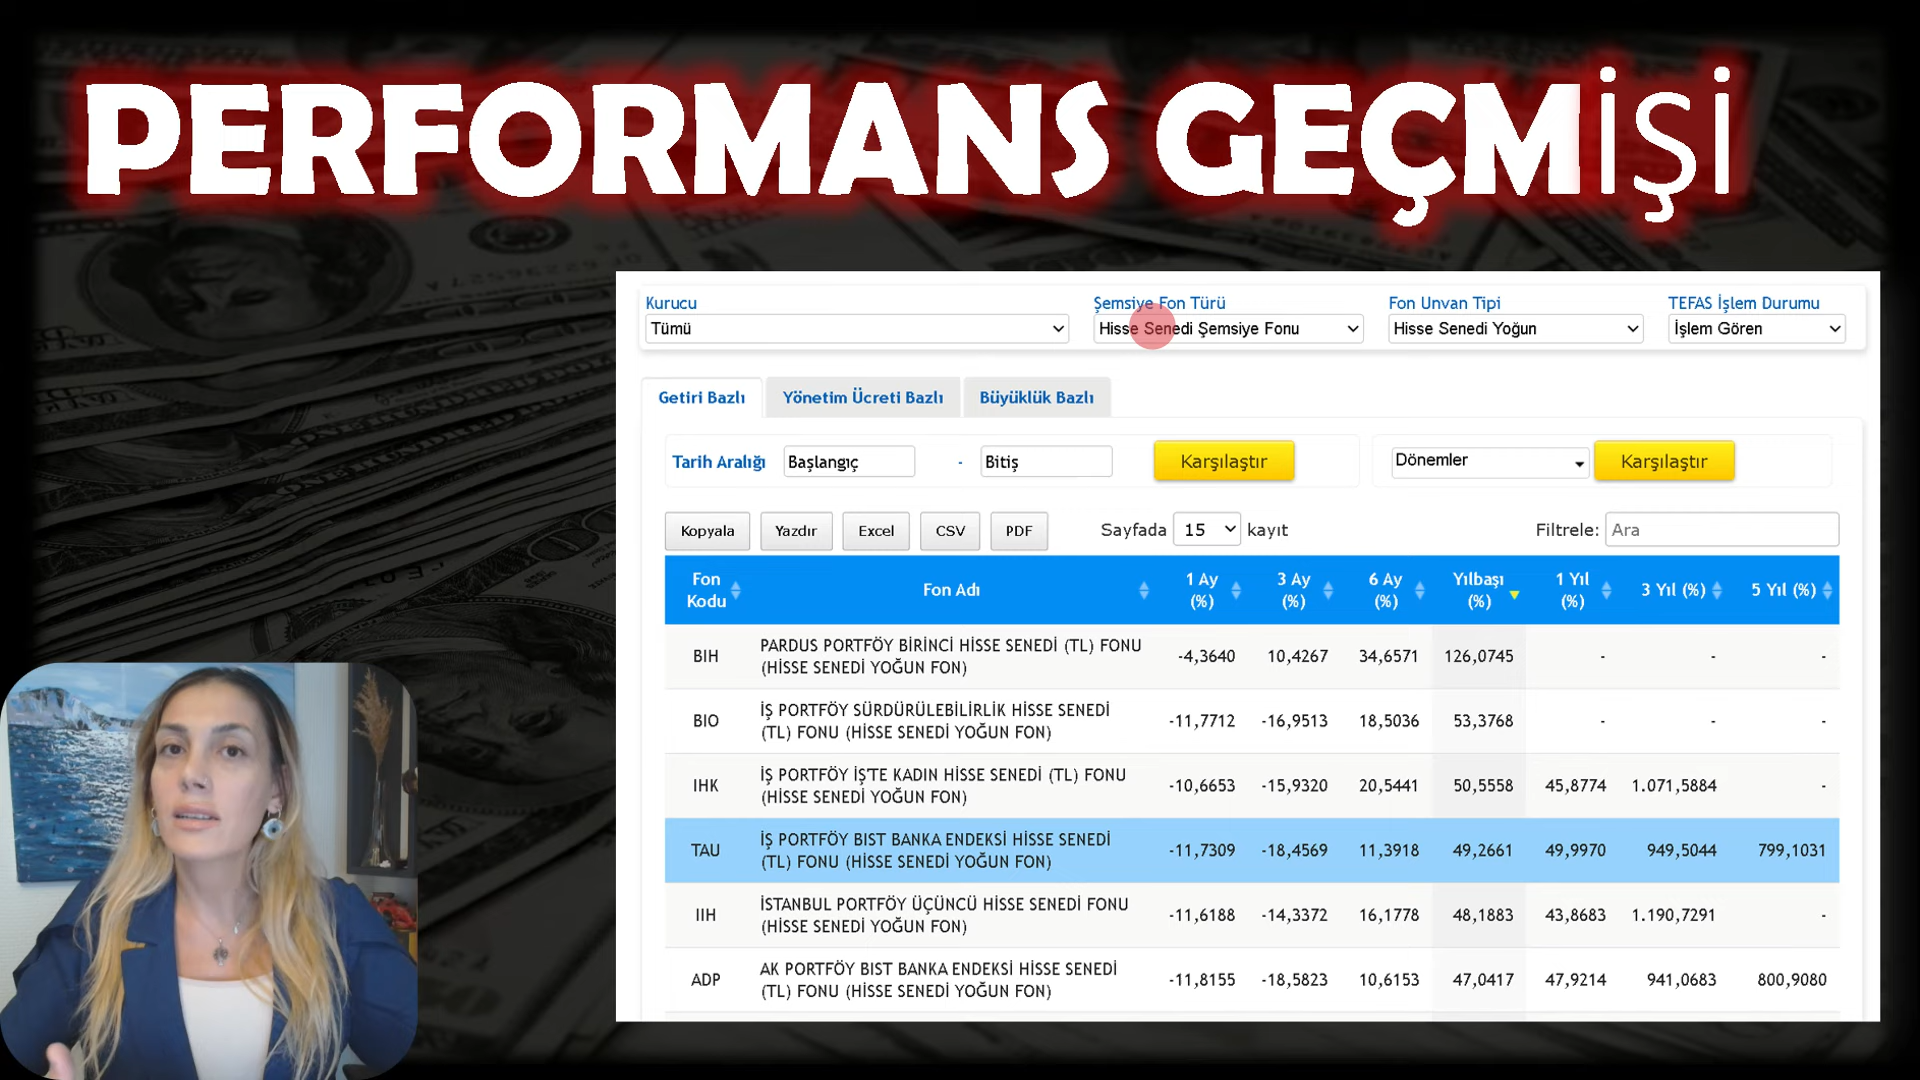 PERFORMANS GEÇMİŞİ
Kurucu Şemsiye Fon Türü Fon Unvan Tipi TEFAS İşlem Durumu
Tümü Hisse Senedi Şemsiye Fonu Hisse Senedi Yoğun İşlem Gören
Getiri Bazlı Yönetim Ücreti Bazlı Büyüklük Bazlı
Tarih Aralığı Başlangıç - Bitiş Karşılaştır Dönemler Karşılaştır
Kopyala Yazdır Excel CSV PDF Sayfada 15 kayıt Filtrele: Ara
Fon Kodu Fon Adı 1 Ay (%) 3 Ay (%) 6 Ay (%) Yılbaşı (%) 1 Yıl (%) 3 Yıl (%) 5 Yıl (%)
BIH PARDUS PORTFÖY BİRİNCİ HİSSE SENEDİ (TL) FONU (HİSSE SENEDİ YOĞUN FON) -4,3640 10,4267 34,6571 126,0745 - - -
BIO İŞ PORTFÖY SÜRDÜRÜLEBİLİRLİK HİSSE SENEDİ (TL) FONU (HİSSE SENEDİ YOĞUN FON) -11,7712 -16,9513 18,5036 53,3768 - - -
IHK İŞ PORTFÖY İŞ'TE KADIN HİSSE SENEDİ (TL) FONU (HİSSE SENEDİ YOĞUN FON) -10,6653 -15,9320 20,5441 50,5558 45,8774 1.071,5884 -
TAU İŞ PORTFÖY BIST BANKA ENDEKSİ HİSSE SENEDİ (TL) FONU (HİSSE SENEDİ YOĞUN FON) -11,7309 -18,4569 11,3918 49,2661 49,9970 949,5044 799,1031
IIH İSTANBUL PORTFÖY ÜÇÜNCÜ HİSSE SENEDİ FONU (HİSSE SENEDİ YOĞUN FON) -11,6188 -14,3372 16,1778 48,1883 43,8683 1.190,7291 -
ADP AK PORTFÖY BIST BANKA ENDEKSİ HİSSE SENEDİ (TL) FONU (HİSSE SENEDİ YOĞUN FON) -11,8155 -18,5823 10,6153 47,0417 47,9214 941,0683 800,9080